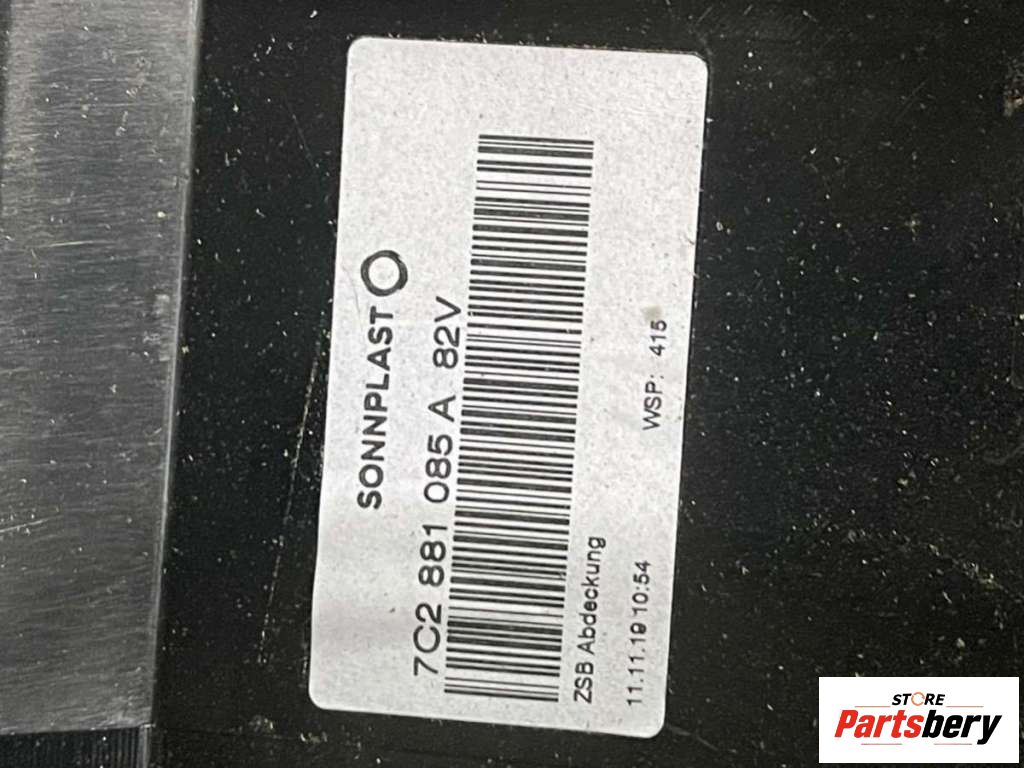 SONNPLAST
7C2 881 085 A 82V
ZSB Abdeckung
11.11.19 10:54 WSP: 415
STORE
Partsbery